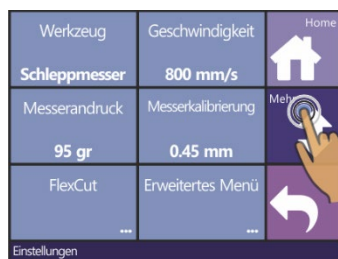 Werkzeug
Schleppmesser
Geschwindigkeit
800 mm/s
Home
Messerandruck
95 gr
Messerkalibrierung
0.45 mm
FlexCut
...
Erweitertes Menü
...
Einstellungen